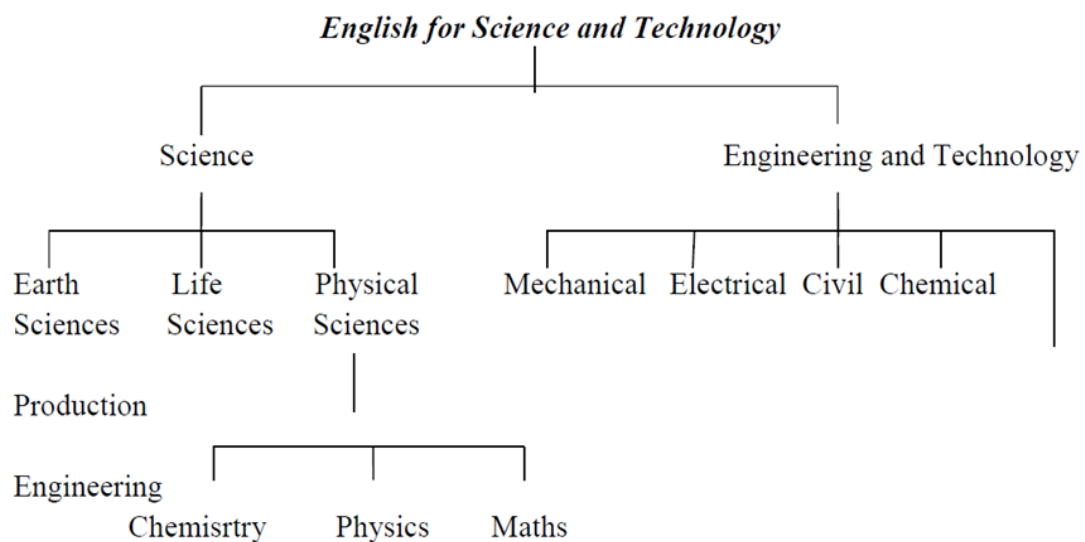 English for Science and Technology
Science Engineering and Technology
Earth Life Physical Mechanical Electrical Civil Chemical
Sciences Sciences Sciences
Production
Engineering
Chemisrtry Physics Maths